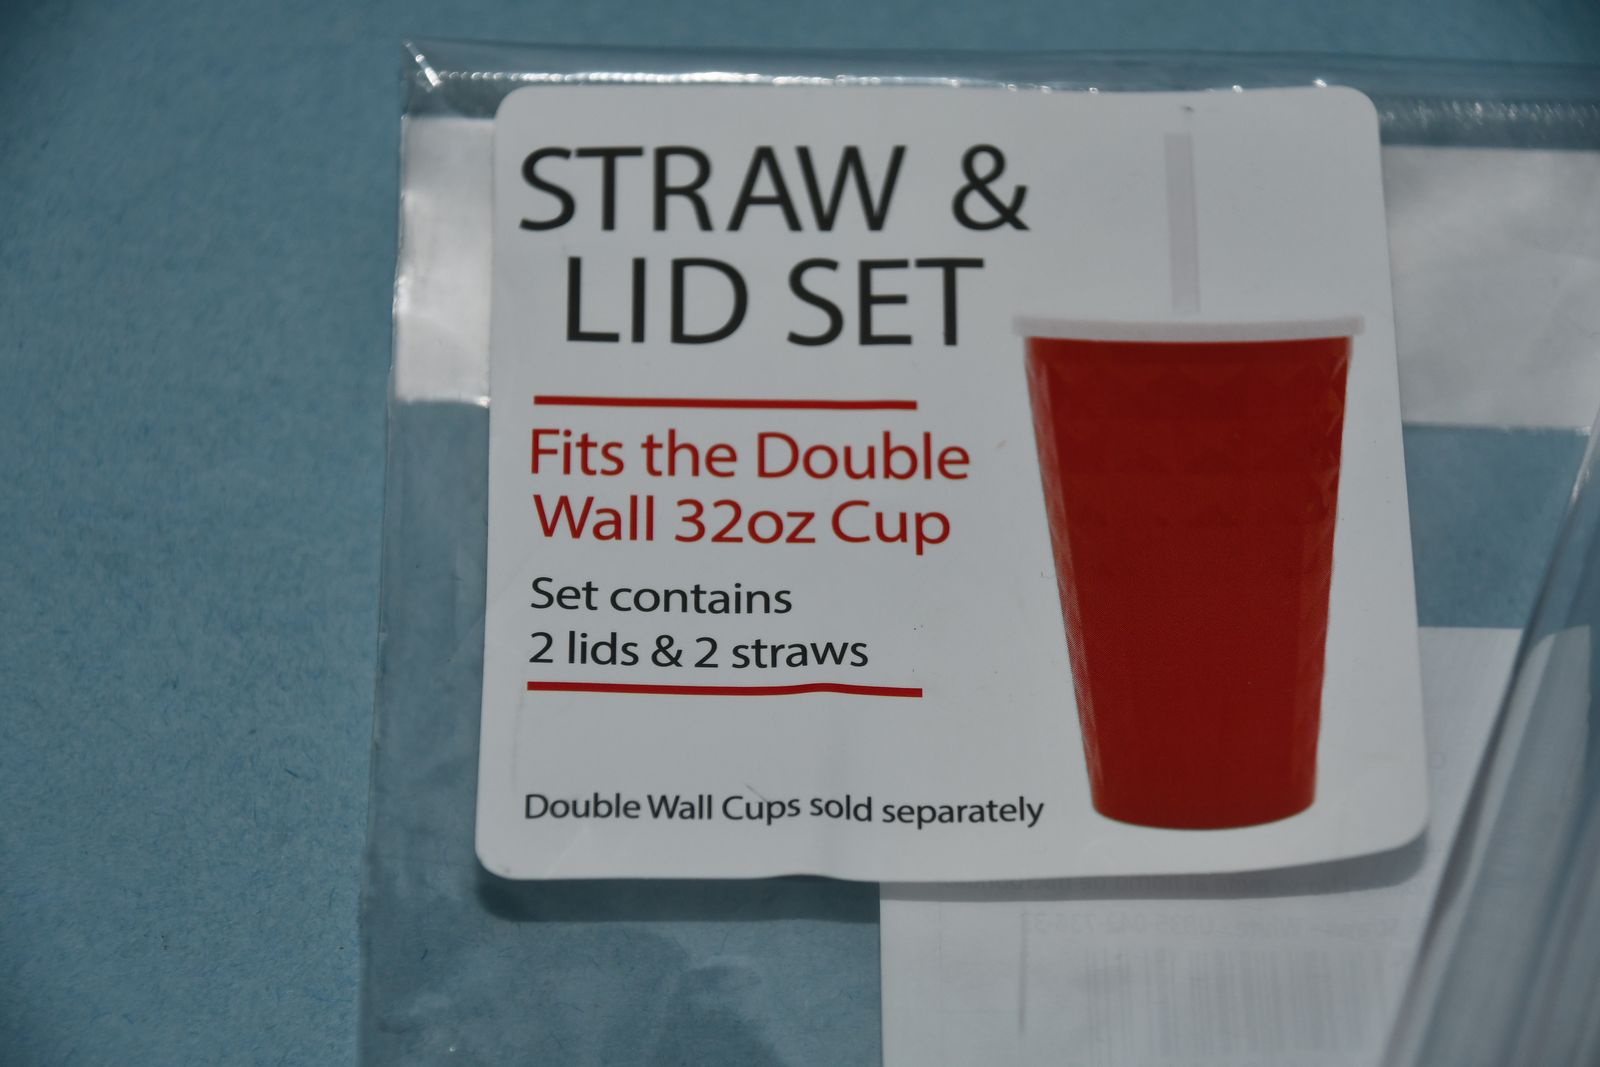 STRAW &
LID SET
Fits the Double
Wall 32oz Cup
Set contains
2 lids & 2 straws
Double Wall Cups sold separately